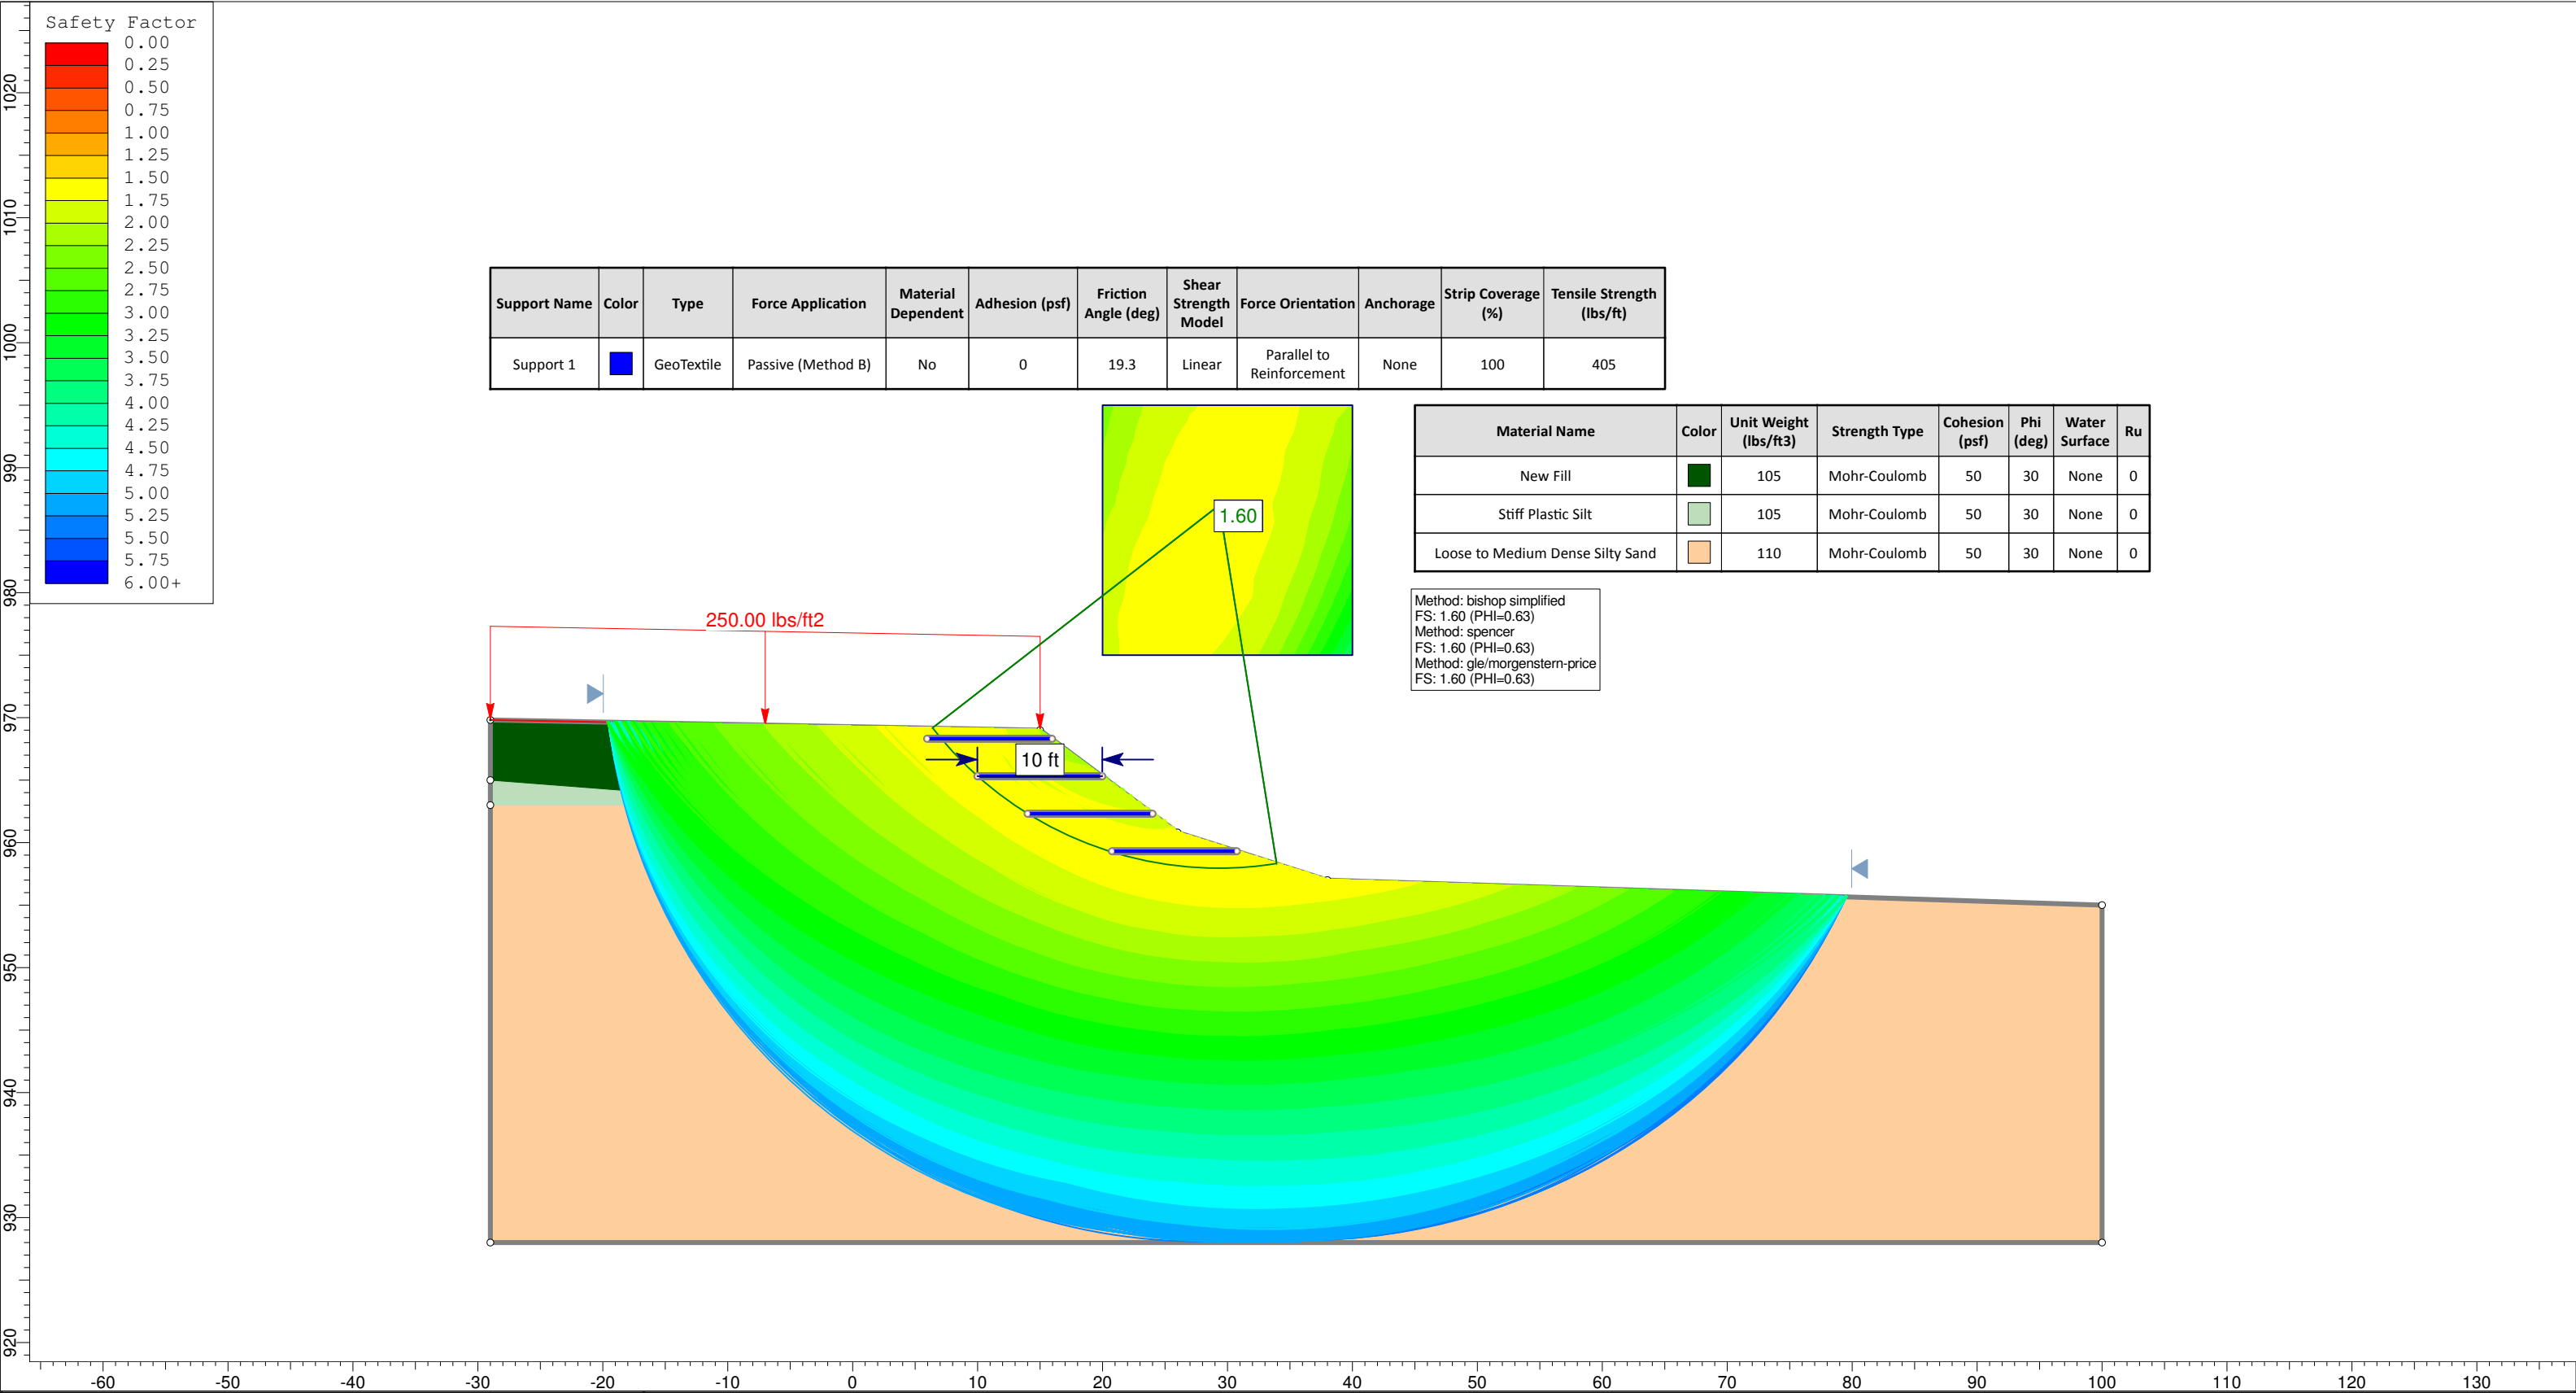 Safety Factor
0.00
0.25
0.50
0.75
1.00
1.25
1.50
1.75
2.00
2.25
2.50
2.75
3.00
3.25
3.50
3.75
4.00
4.25
4.50
4.75
5.00
5.25
5.50
5.75
6.00+
Support Name Color Type Force Application Material Dependent Adhesion (psf) Friction Angle (deg) Shear Strength Model Force Orientation Anchorage Strip Coverage (%) Tensile Strength (lbs/ft)
Support 1 GeoTextile Passive (Method B) No 0 19.3 Linear Parallel to Reinforcement None 100 405
Material Name Color Unit Weight (lbs/ft3) Strength Type Cohesion (psf) Phi (deg) Water Surface Ru
New Fill 105 Mohr-Coulomb 50 30 None 0
Stiff Plastic Silt 105 Mohr-Coulomb 50 30 None 0
Loose to Medium Dense Silty Sand 110 Mohr-Coulomb 50 30 None 0
1.60
Method: bishop simplified
FS: 1.60 (PHI=0.63)
Method: spencer
FS: 1.60 (PHI=0.63)
Method: gle/morgenstern-price
FS: 1.60 (PHI=0.63)
250.00 lbs/ft2
10 ft
1020
1010
1000
990
980
970
960
950
940
930
920
-60 -50 -40 -30 -20 -10 0 10 20 30 40 50 60 70 80 90 100 110 120 130